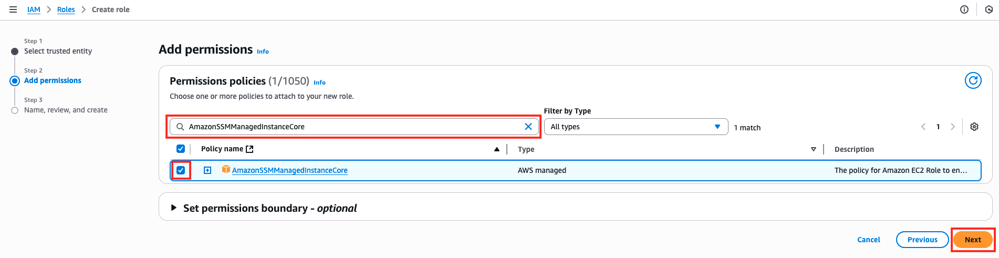 IAM > Roles > Create role
Step 1
Select trusted entity
Step 2
Add permissions
Step 3
Name, review, and create
Add permissions Info
Permissions policies (1/1050) Info
Choose one or more policies to attach to your new role.
Filter by Type
AmazonSSMManagedInstanceCore
All types
1 match
1
Policy name
Type
Description
AmazonSSMManagedInstanceCore
AWS managed
The policy for Amazon EC2 Role to en...
Set permissions boundary - optional
Cancel
Previous
Next